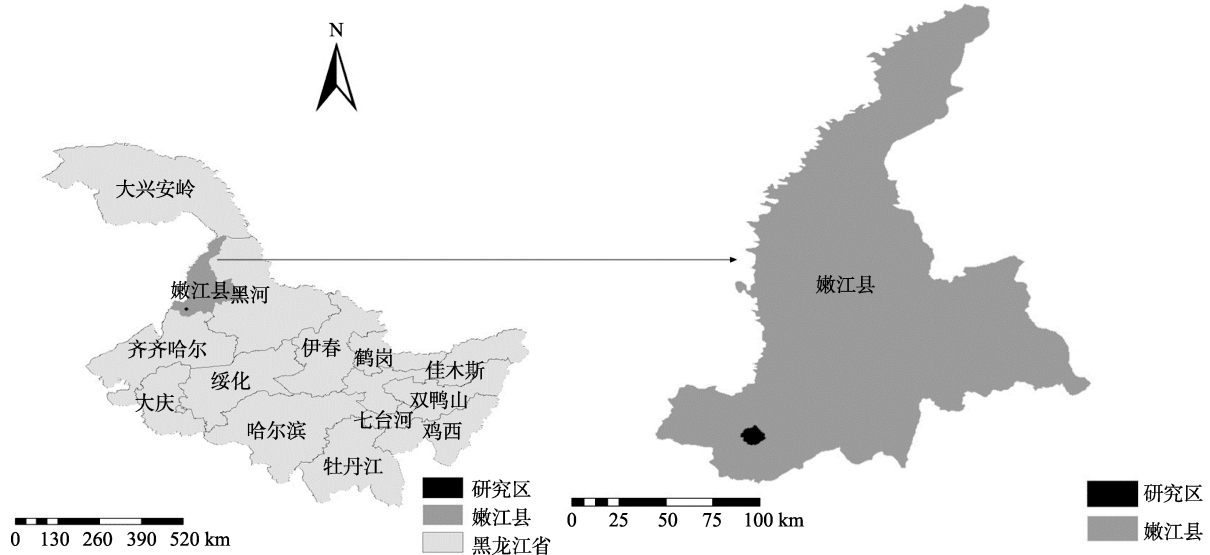 N
大兴安岭
嫩江县
黑河
齐齐哈尔
伊春
鹤岗
佳木斯
绥化
双鸭山
大庆
七台河
哈尔滨
鸡西
牡丹江
研究区
嫩江县
黑龙江省
0 130 260 390 520 km
嫩江县
0 25 50 75 100 km
研究区
嫩江县